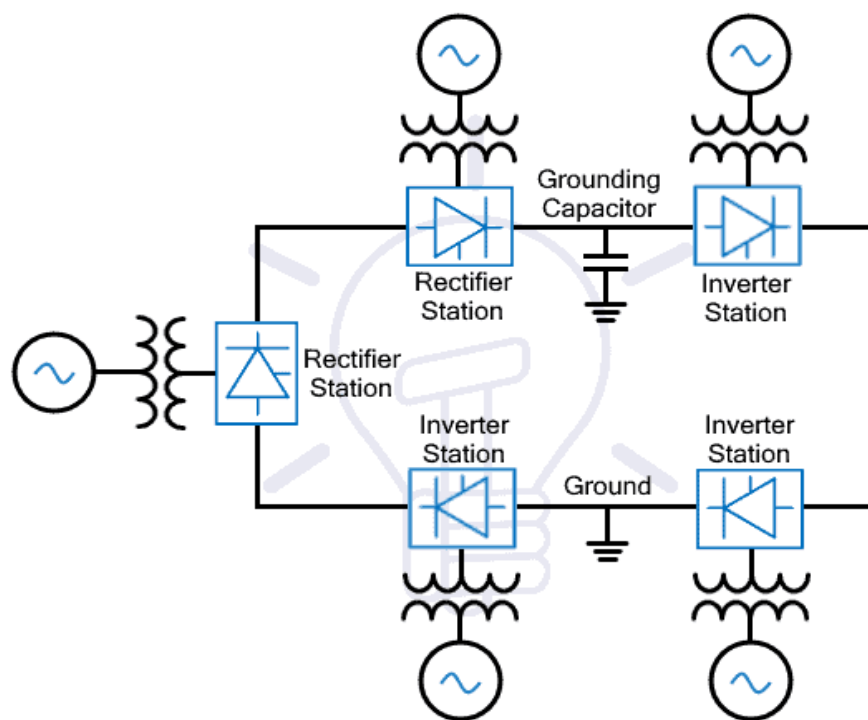 Grounding
Capacitor
Rectifier
Station
Inverter
Station
Rectifier
Station
Inverter
Station
Ground
Inverter
Station